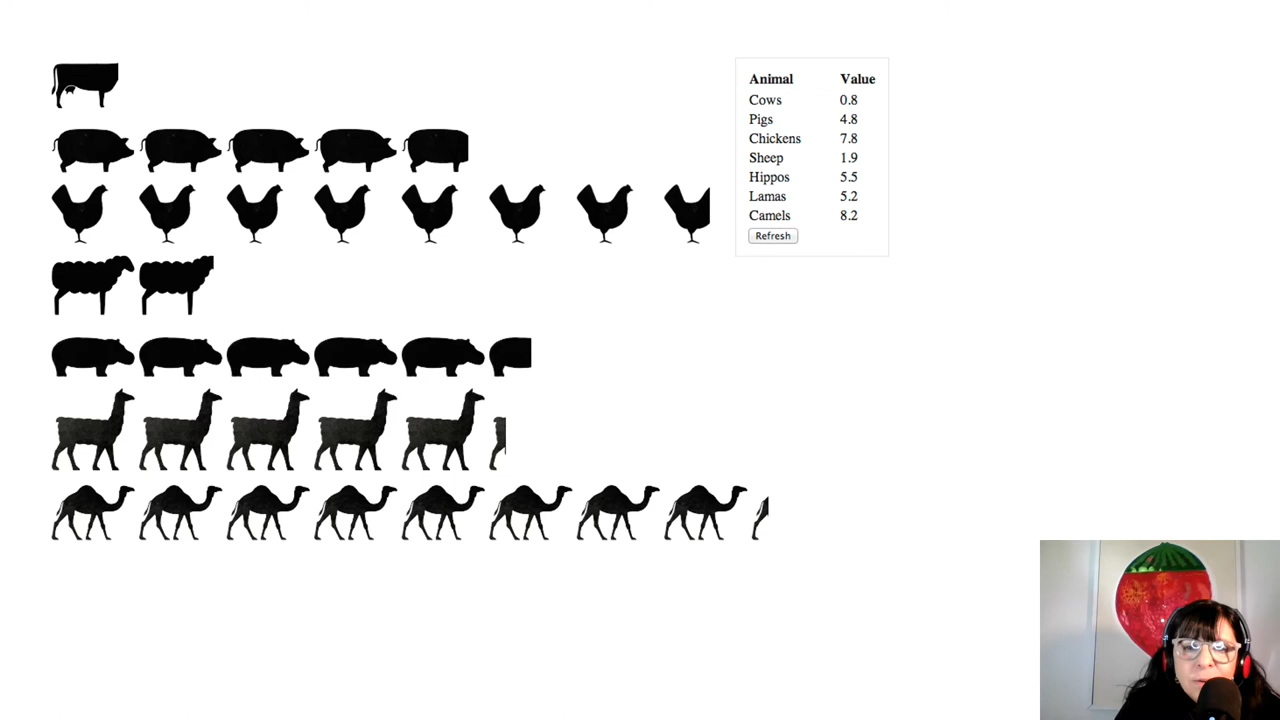 Animal Value
Cows 0.8
Pigs 4.8
Chickens 7.8
Sheep 1.9
Hippos 5.5
Lamas 5.2
Camels 8.2
Refresh